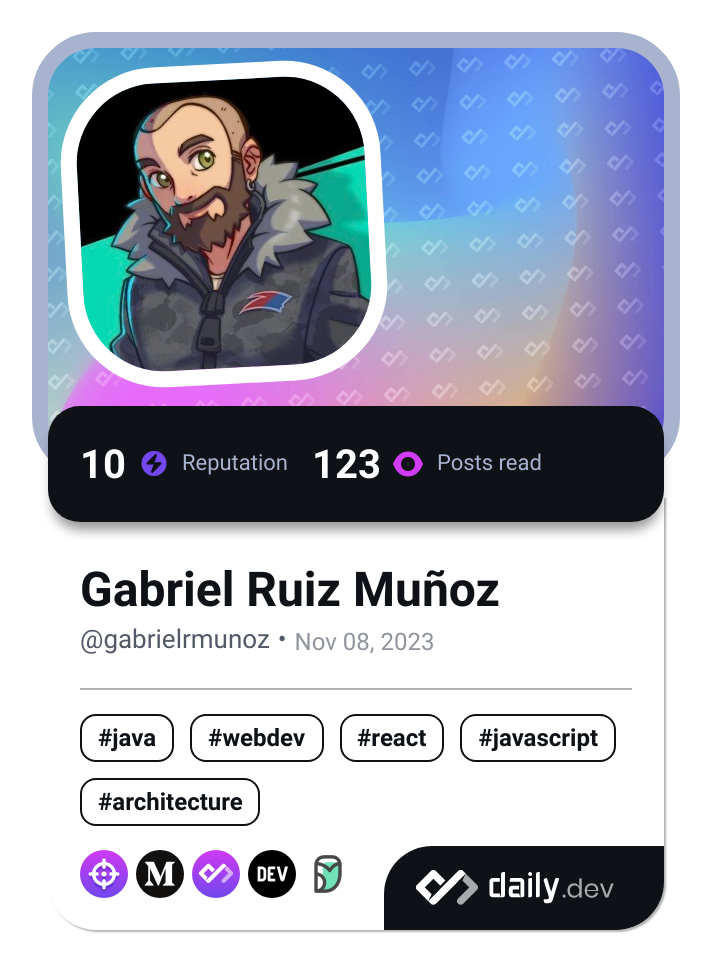 10 Reputation 123 Posts read
Gabriel Ruiz Muñoz
@gabrielrmunoz • Nov 08, 2023
#java #webdev #react #javascript
#architecture
M DEV daily.dev